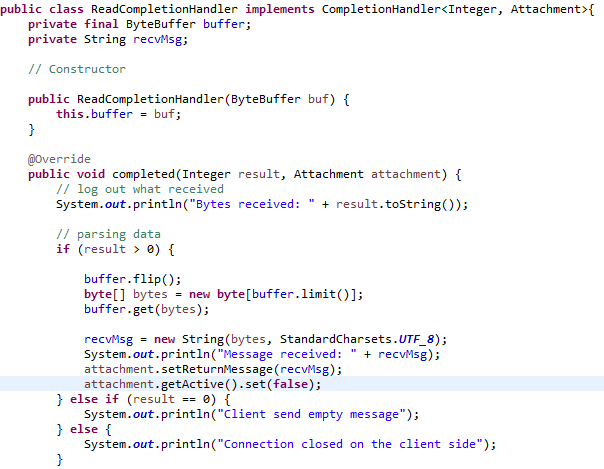 public class ReadCompletionHandler implements CompletionHandler<Integer, Attachment>{
    private final ByteBuffer buffer;
    private String recvMsg;

    // Constructor

    public ReadCompletionHandler(ByteBuffer buf) {
        this.buffer = buf;
    }

    @Override
    public void completed(Integer result, Attachment attachment) {
        // log out what received
        System.out.println("Bytes received: " + result.toString());

        // parsing data
        if (result > 0) {

            buffer.flip();
            byte[] bytes = new byte[buffer.limit()];
            buffer.get(bytes);

            recvMsg = new String(bytes, StandardCharsets.UTF_8);
            System.out.println("Message received: " + recvMsg);
            attachment.setReturnMessage(recvMsg);
            attachment.getActive().set(false);
        } else if (result == 0) {
            System.out.println("Client send empty message");
        } else {
            System.out.println("Connection closed on the client side");
        }